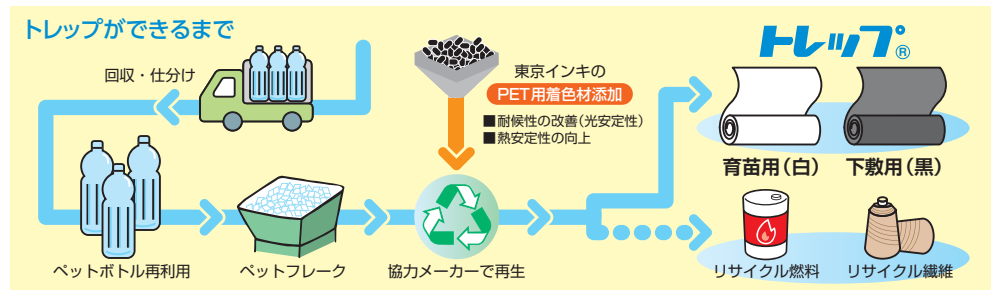 トレップができるまで
回収・仕分け
東京インキの
PET用着色材添加
■耐候性の改善(光安定性)
■熱安定性の向上
トレップ®
育苗用(白)
下敷用(黒)
ペットボトル再利用
ペットフレーク
協力メーカーで再生
リサイクル燃料
リサイクル繊維